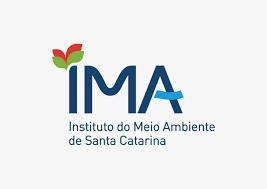 IMA
Instituto do Meio Ambiente
de Santa Catarina